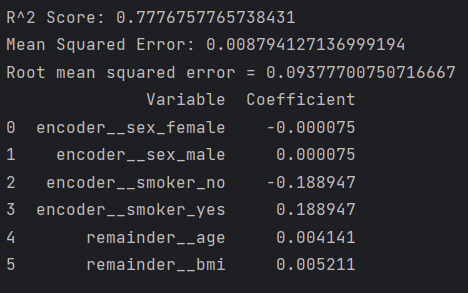 R^2 Score: 0.7776757765738431
Mean Squared Error: 0.008794127136999194
Root mean squared error = 0.09377700750716667
Variable Coefficient
0 encoder__sex_female -0.000075
1 encoder__sex_male 0.000075
2 encoder__smoker_no -0.188947
3 encoder__smoker_yes 0.188947
4 remainder__age 0.004141
5 remainder__bmi 0.005211